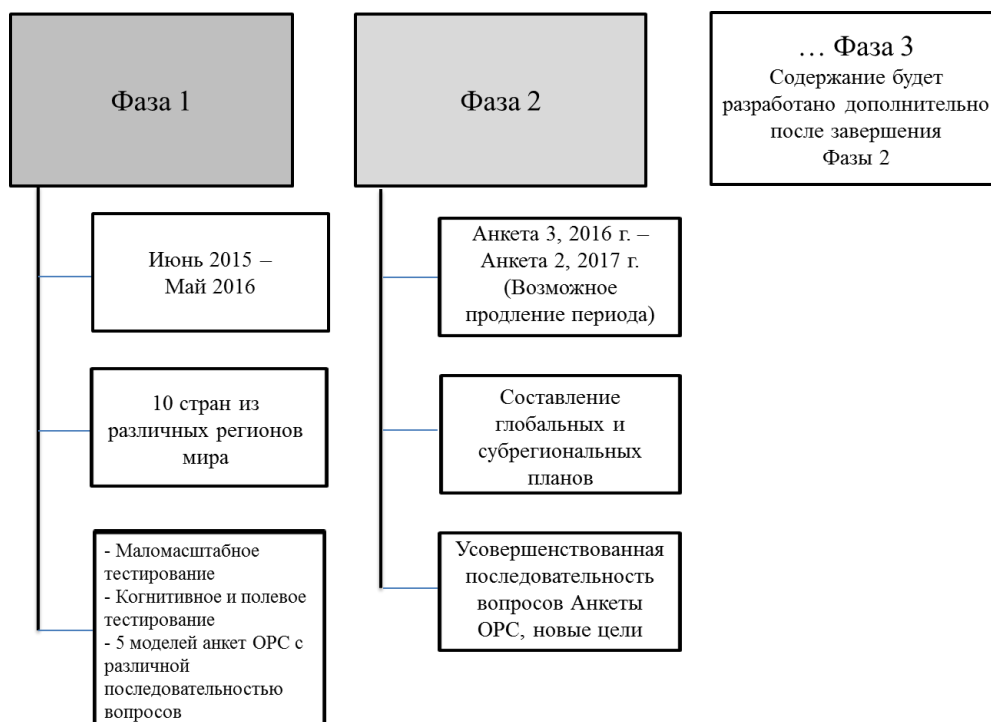 Фаза 1
Июнь 2015 –
Май 2016
10 стран из
различных регионов
мира
- Маломасштабное
тестирование
- Когнитивное и полевое
тестирование
- 5 моделей анкет ОРС с
различной
последовательностью
вопросов
Фаза 2
Анкета 3, 2016 г. –
Анкета 2, 2017 г.
(Возможное
продление периода)
Составление
глобальных и
субрегиональных
планов
Усовершенствованная
последовательность
вопросов Анкеты
ОРС, новые цели
… Фаза 3
Содержание будет
разработано дополнительно
после завершения
Фазы 2